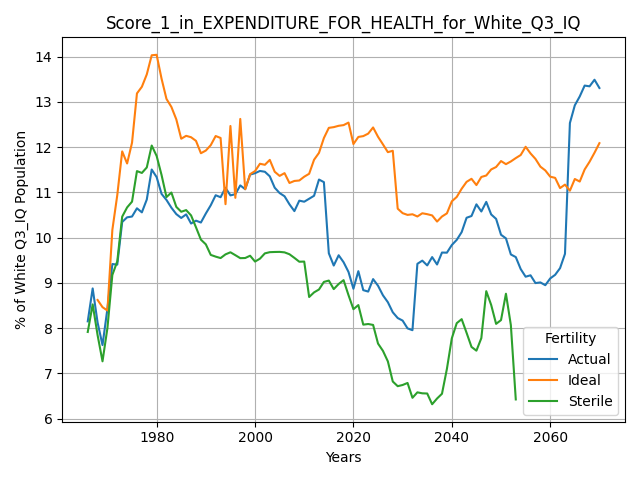 Score_1_in_EXPENDITURE_FOR_HEALTH_for_White_Q3_IQ
14
13
12
11
10
9
8
7
6
% of White Q3_IQ Population
1980
2000
2020
2040
2060
Years
Fertility
Actual
Ideal
Sterile